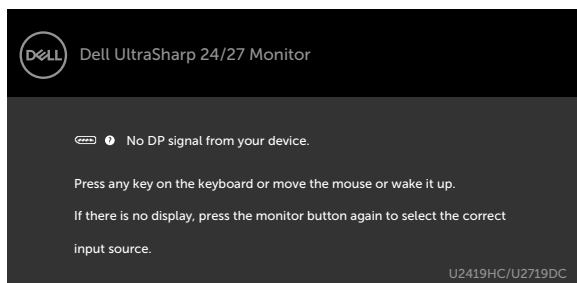 DELL
Dell UltraSharp 24/27 Monitor
? No DP signal from your device.
Press any key on the keyboard or move the mouse or wake it up.
If there is no display, press the monitor button again to select the correct
input source.
U2419HC/U2719DC